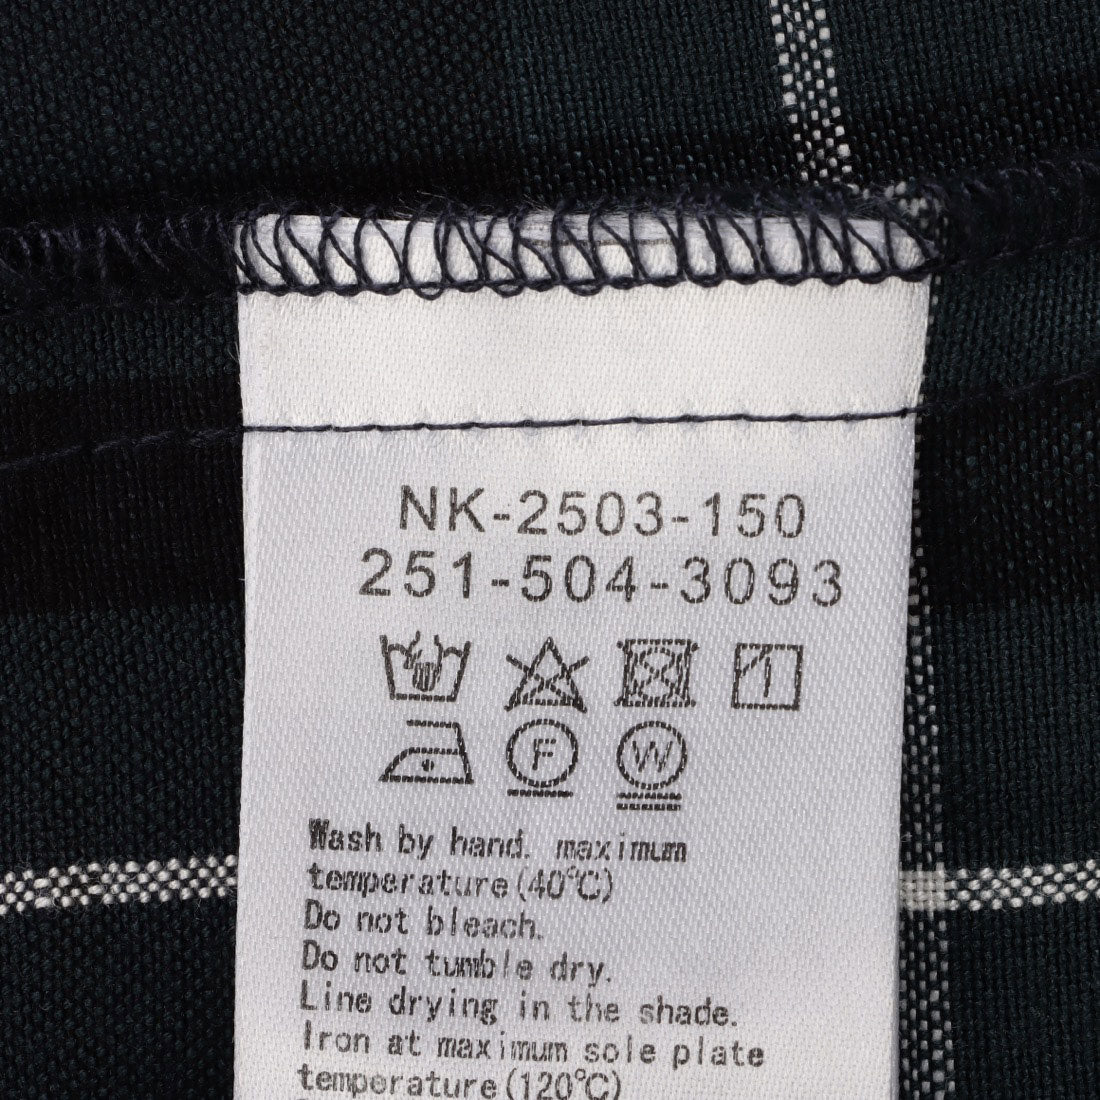 NK-2503-150
251-504-3093
F W
Wash by hand. maximum
temperature(40℃)
Do not bleach.
Do not tumble dry.
Line drying in the shade.
Iron at maximum sole plate
temperature(120℃)